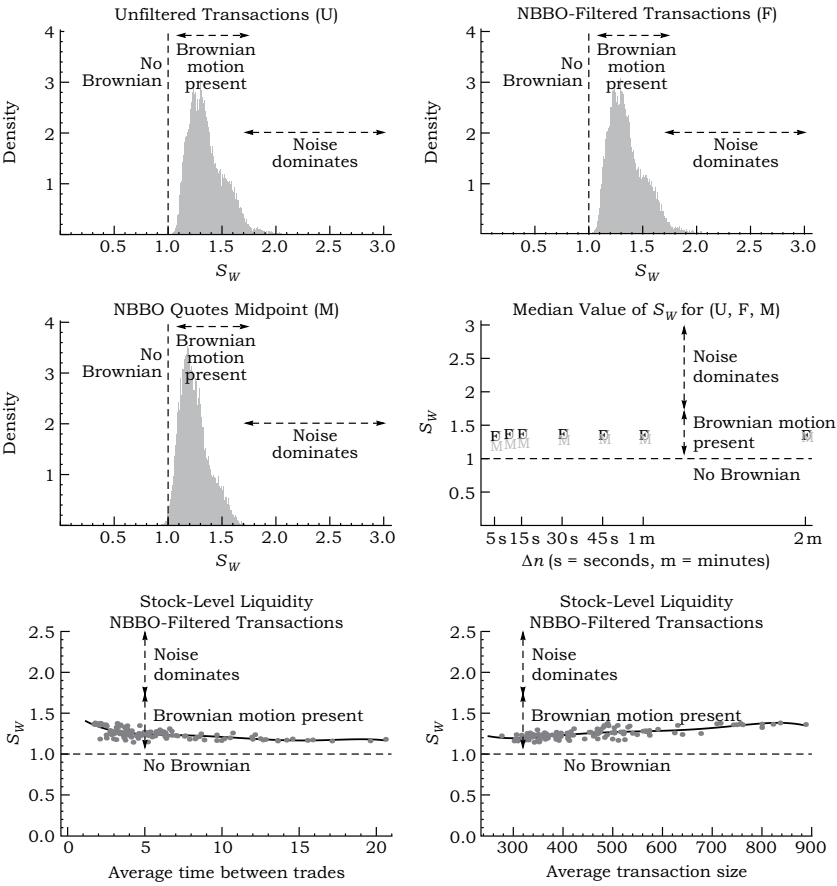 Unfiltered Transactions (U)
4
3
2
1
Density
No
Brownian
Brownian
motion
present
Noise
dominates
0.5 1.0 1.5 2.0 2.5 3.0
S_W
NBBO-Filtered Transactions (F)
4
3
2
1
Density
No
Brownian
Brownian
motion
present
Noise
dominates
0.5 1.0 1.5 2.0 2.5 3.0
S_W
NBBO Quotes Midpoint (M)
4
3
2
1
Density
No
Brownian
Brownian
motion
present
Noise
dominates
0.5 1.0 1.5 2.0 2.5 3.0
S_W
Median Value of S_W for (U, F, M)
3
2.5
2
1.5
1
0.5
S_W
Noise
dominates
Brownian motion
present
No Brownian
F F F F F F F
M M M M M M M
5s 15s 30s 45s 1m 2m
Δn (s = seconds, m = minutes)
Stock-Level Liquidity
NBBO-Filtered Transactions
2.5
2.0
1.5
1.0
0.5
0.0
S_W
Noise
dominates
Brownian motion present
No Brownian
0 5 10 15 20
Average time between trades
Stock-Level Liquidity
NBBO-Filtered Transactions
2.5
2.0
1.5
1.0
0.5
0.0
S_W
Noise
dominates
Brownian motion present
No Brownian
300 400 500 600 700 800 900
Average transaction size